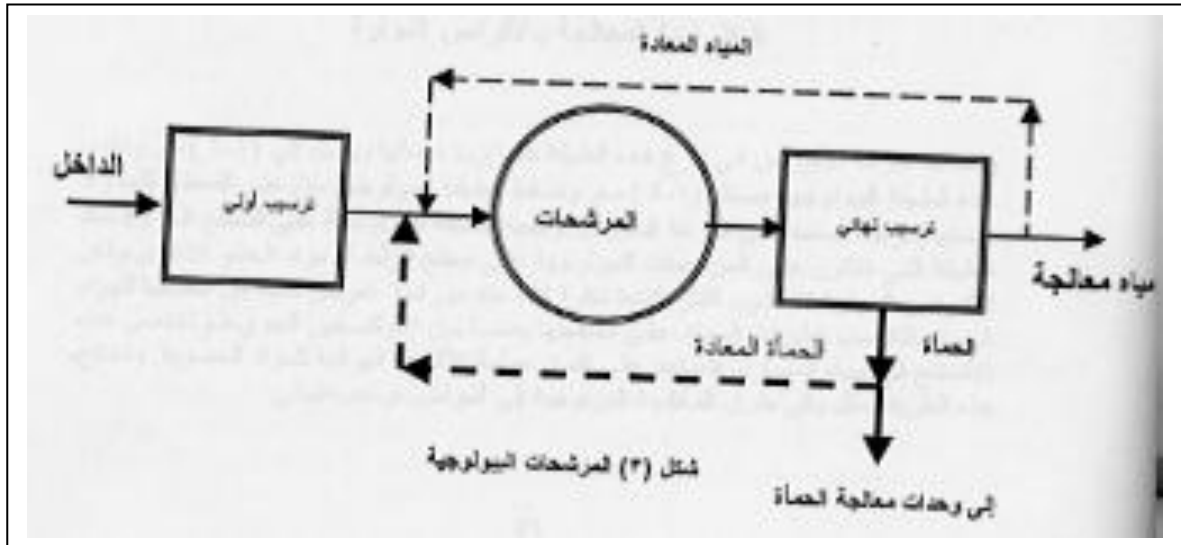 المياه المعادة
الداخل
ترسيب أولي
المرشحات
ترسيب نهائي
مياه معالجة
الحمأة المعادة
الحمأة
شكل (٣) المرشحات البيولوجية
إلى وحدات معالجة الحمأة